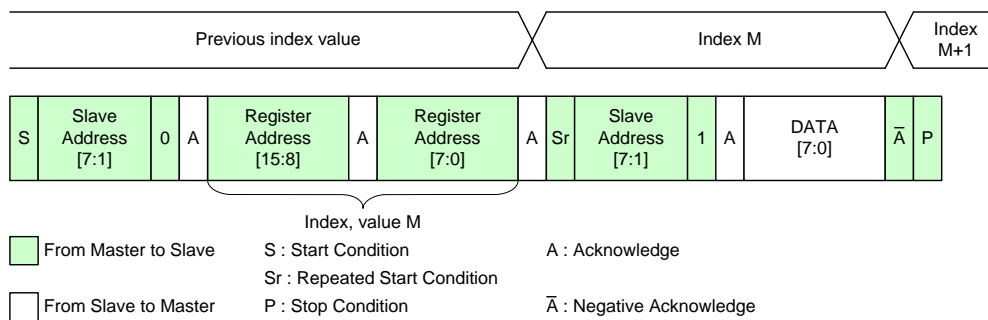 Previous index value
Index M
Index
M+1
S
Slave
Address
[7:1]
0
A
Register
Address
[15:8]
A
Register
Address
[7:0]
A
Sr
Slave
Address
[7:1]
1
A
DATA
[7:0]
A̅
P
Index, value M
From Master to Slave
S : Start Condition
A : Acknowledge
Sr : Repeated Start Condition
From Slave to Master
P : Stop Condition
A̅ : Negative Acknowledge